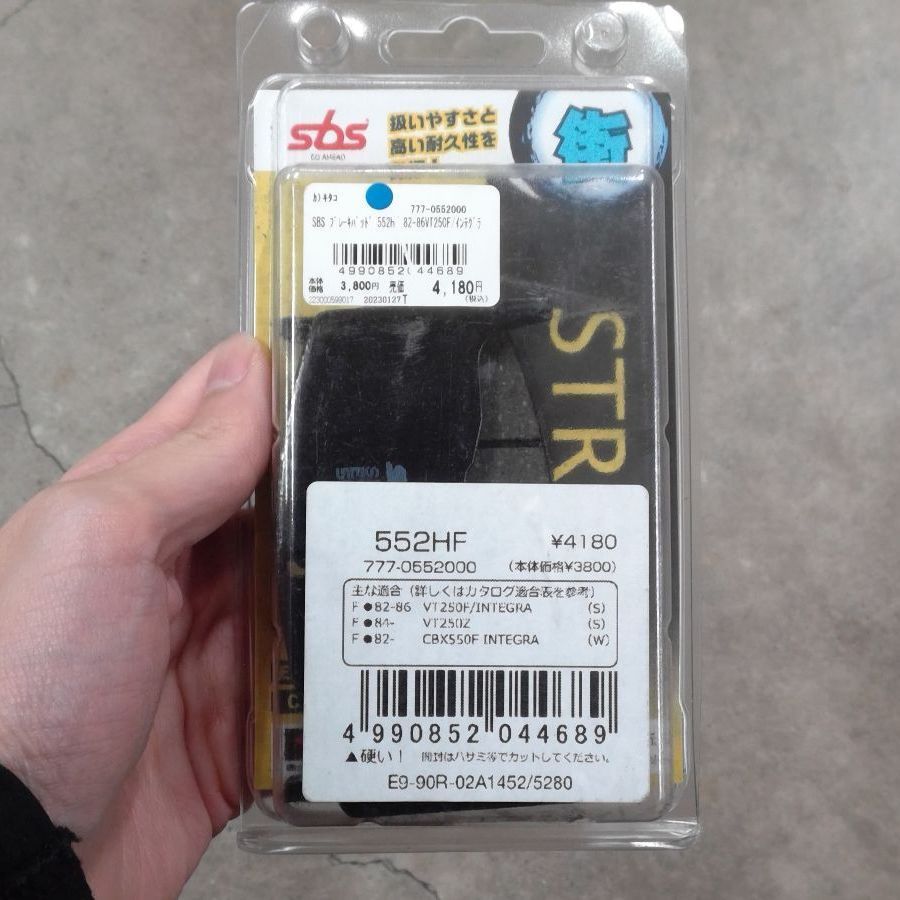 sbs
GO AHEAD
扱いやすさと
高い耐久性を
街
カ) キタコ
777-0552000
SBS ブレーキパッド 552h 82-86VT250F/インテグラ
4990852044689
本体価格 3,800円 売価 4,180円
(税込)
223000599017 20230127T
STR
552HF ¥4180
777-0552000 (本体価格¥3800)
主な適合 (詳しくはカタログ適合表を参考)
F ●82-86 VT250F/INTEGRA (S)
F ●84- VT250Z (S)
F ●82- CBX550F INTEGRA (W)
4 990852 044689
▲硬い! 開封はハサミ等でカットしてください。
E9-90R-02A1452/5280